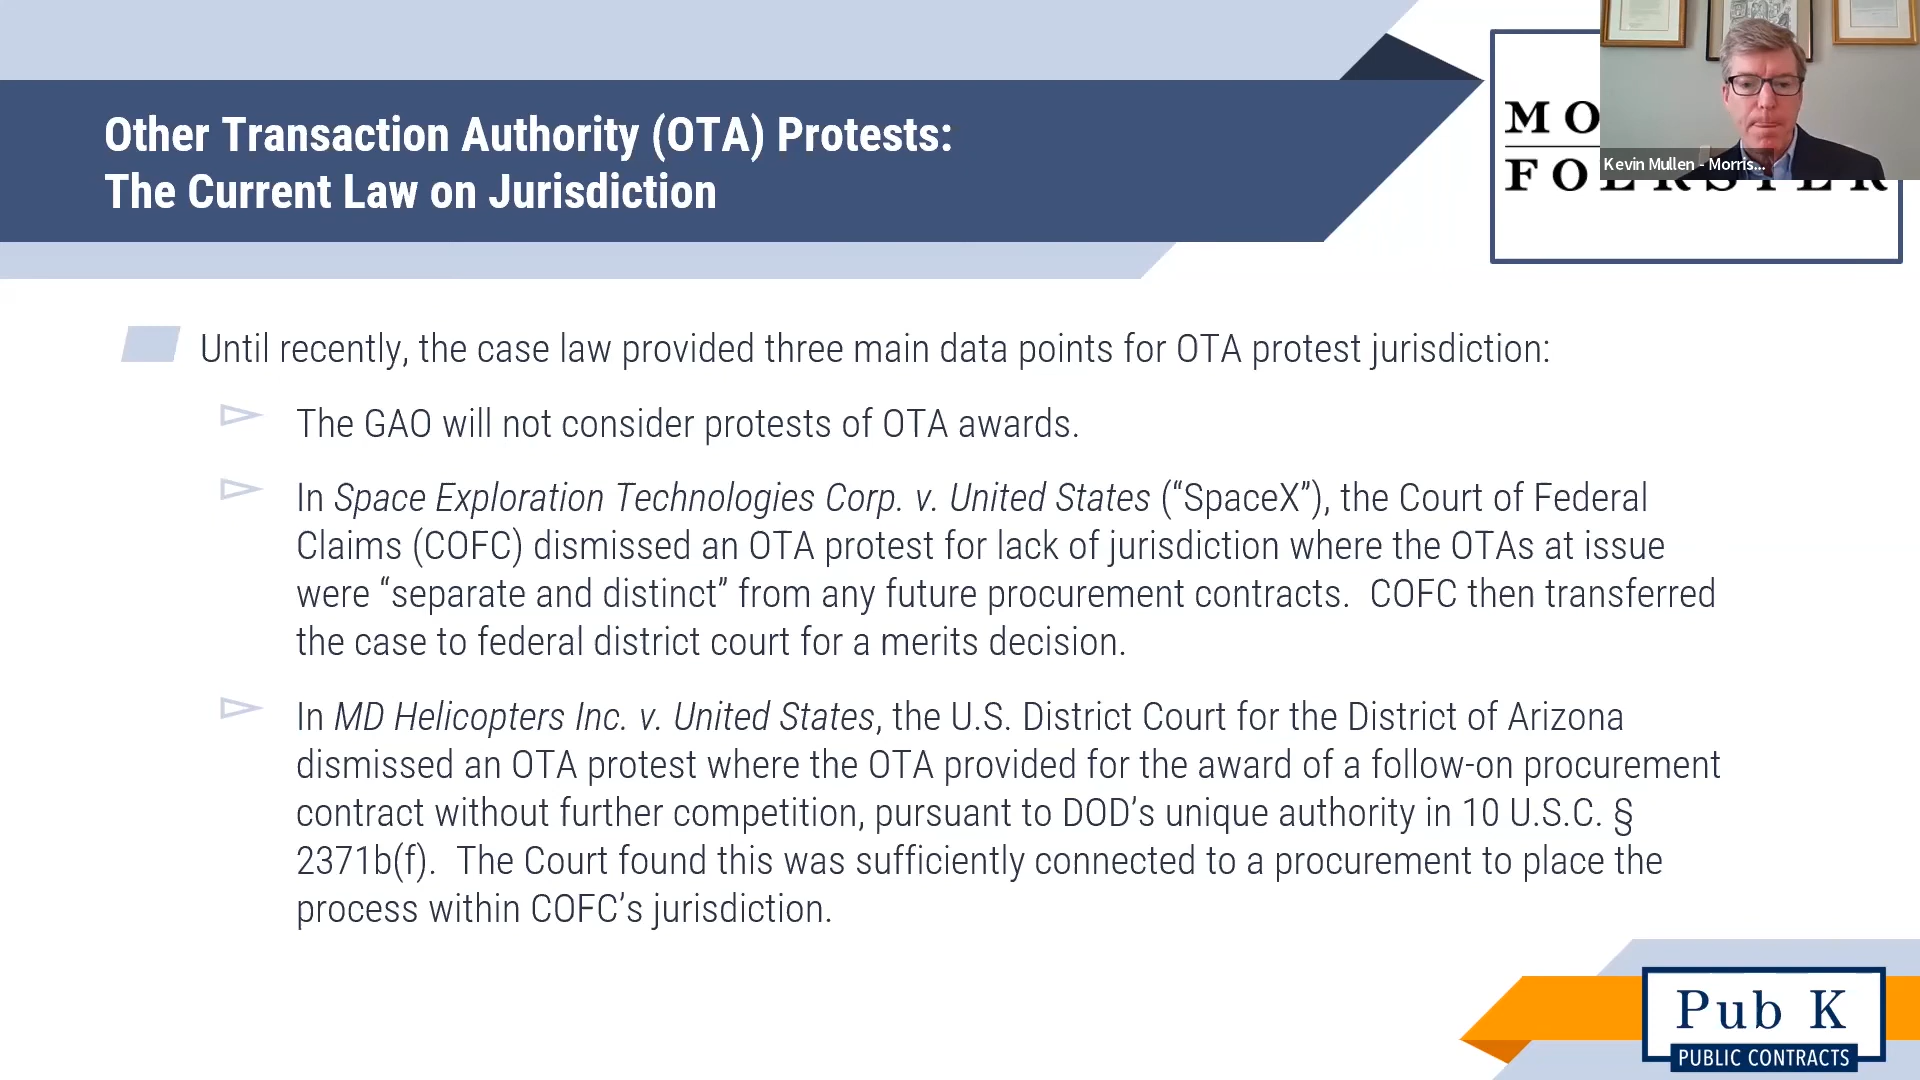 Other Transaction Authority (OTA) Protests:
The Current Law on Jurisdiction
MO
FOERSTER
Kevin Mullen - Morris...
Until recently, the case law provided three main data points for OTA protest jurisdiction:
The GAO will not consider protests of OTA awards.
In Space Exploration Technologies Corp. v. United States (“SpaceX”), the Court of Federal
Claims (COFC) dismissed an OTA protest for lack of jurisdiction where the OTAs at issue
were “separate and distinct” from any future procurement contracts.  COFC then transferred
the case to federal district court for a merits decision.
In MD Helicopters Inc. v. United States, the U.S. District Court for the District of Arizona
dismissed an OTA protest where the OTA provided for the award of a follow-on procurement
contract without further competition, pursuant to DOD’s unique authority in 10 U.S.C. §
2371b(f).  The Court found this was sufficiently connected to a procurement to place the
process within COFC’s jurisdiction.
Pub K
PUBLIC CONTRACTS